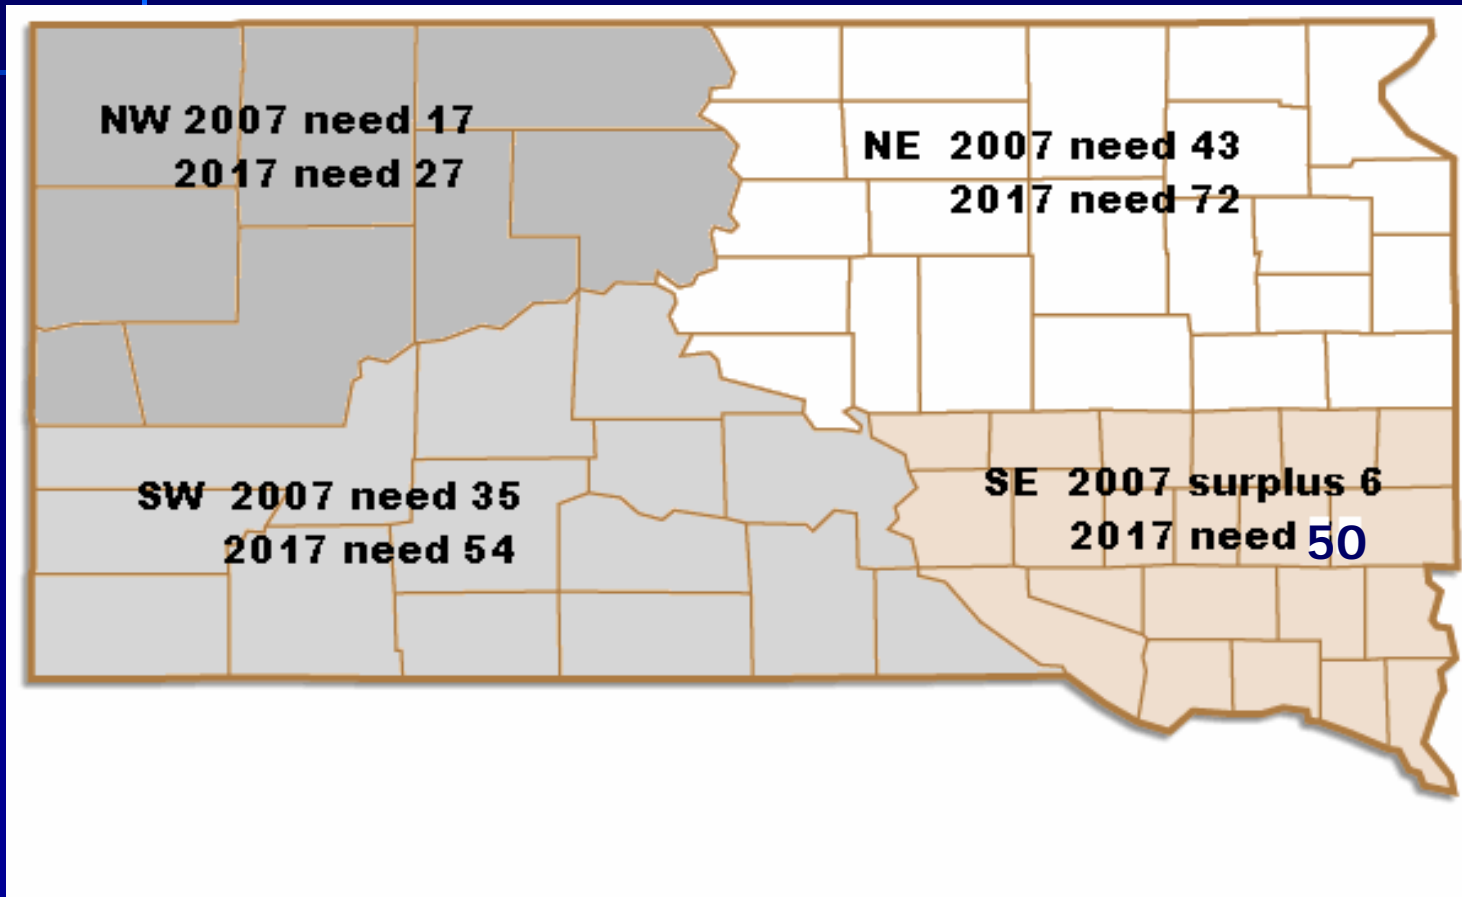 NW 2007 need 17
2017 need 27
NE 2007 need 43
2017 need 72
SW 2007 need 35
2017 need 54
SE 2007 surplus 6
2017 need 50